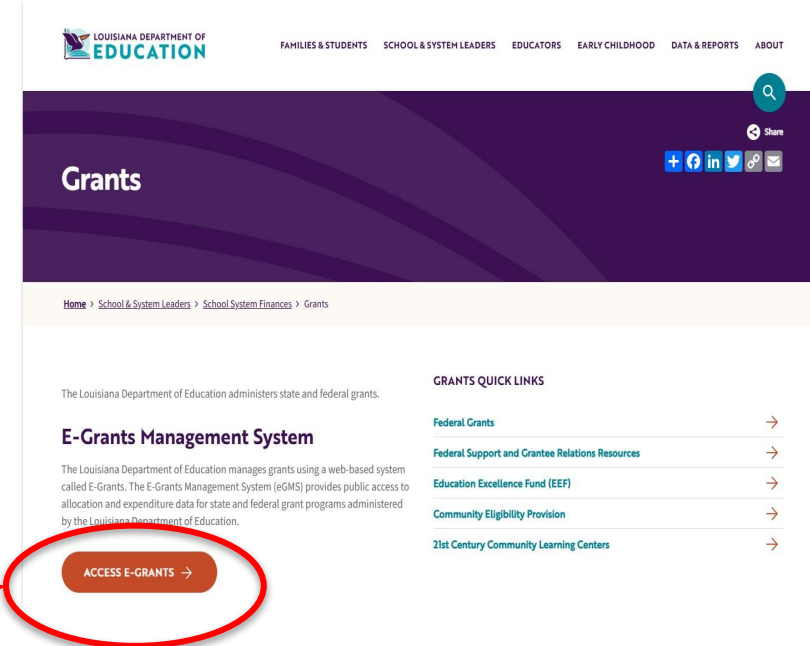 LOUISIANA DEPARTMENT OF
EDUCATION
FAMILIES & STUDENTS SCHOOL & SYSTEM LEADERS EDUCATORS EARLY CHILDHOOD DATA & REPORTS ABOUT
Share
Grants
Home > School & System Leaders > School System Finances > Grants
The Louisiana Department of Education administers state and federal grants.
E-Grants Management System
The Louisiana Department of Education manages grants using a web-based system
called E-Grants. The E-Grants Management System (eGMS) provides public access to
allocation and expenditure data for state and federal grant programs administered
by the Louisiana Department of Education.
ACCESS E-GRANTS →
GRANTS QUICK LINKS
Federal Grants
Federal Support and Grantee Relations Resources
Education Excellence Fund (EEF)
Community Eligibility Provision
21st Century Community Learning Centers